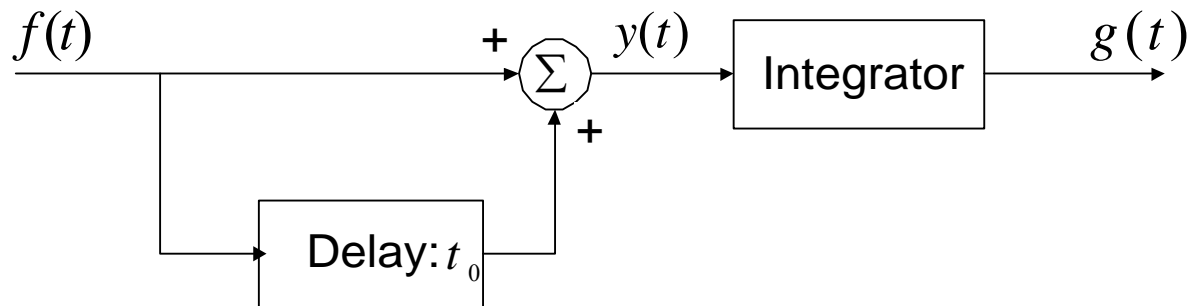 f(t)
+
Σ
y(t)
Integrator
g(t)
+
Delay: t₀